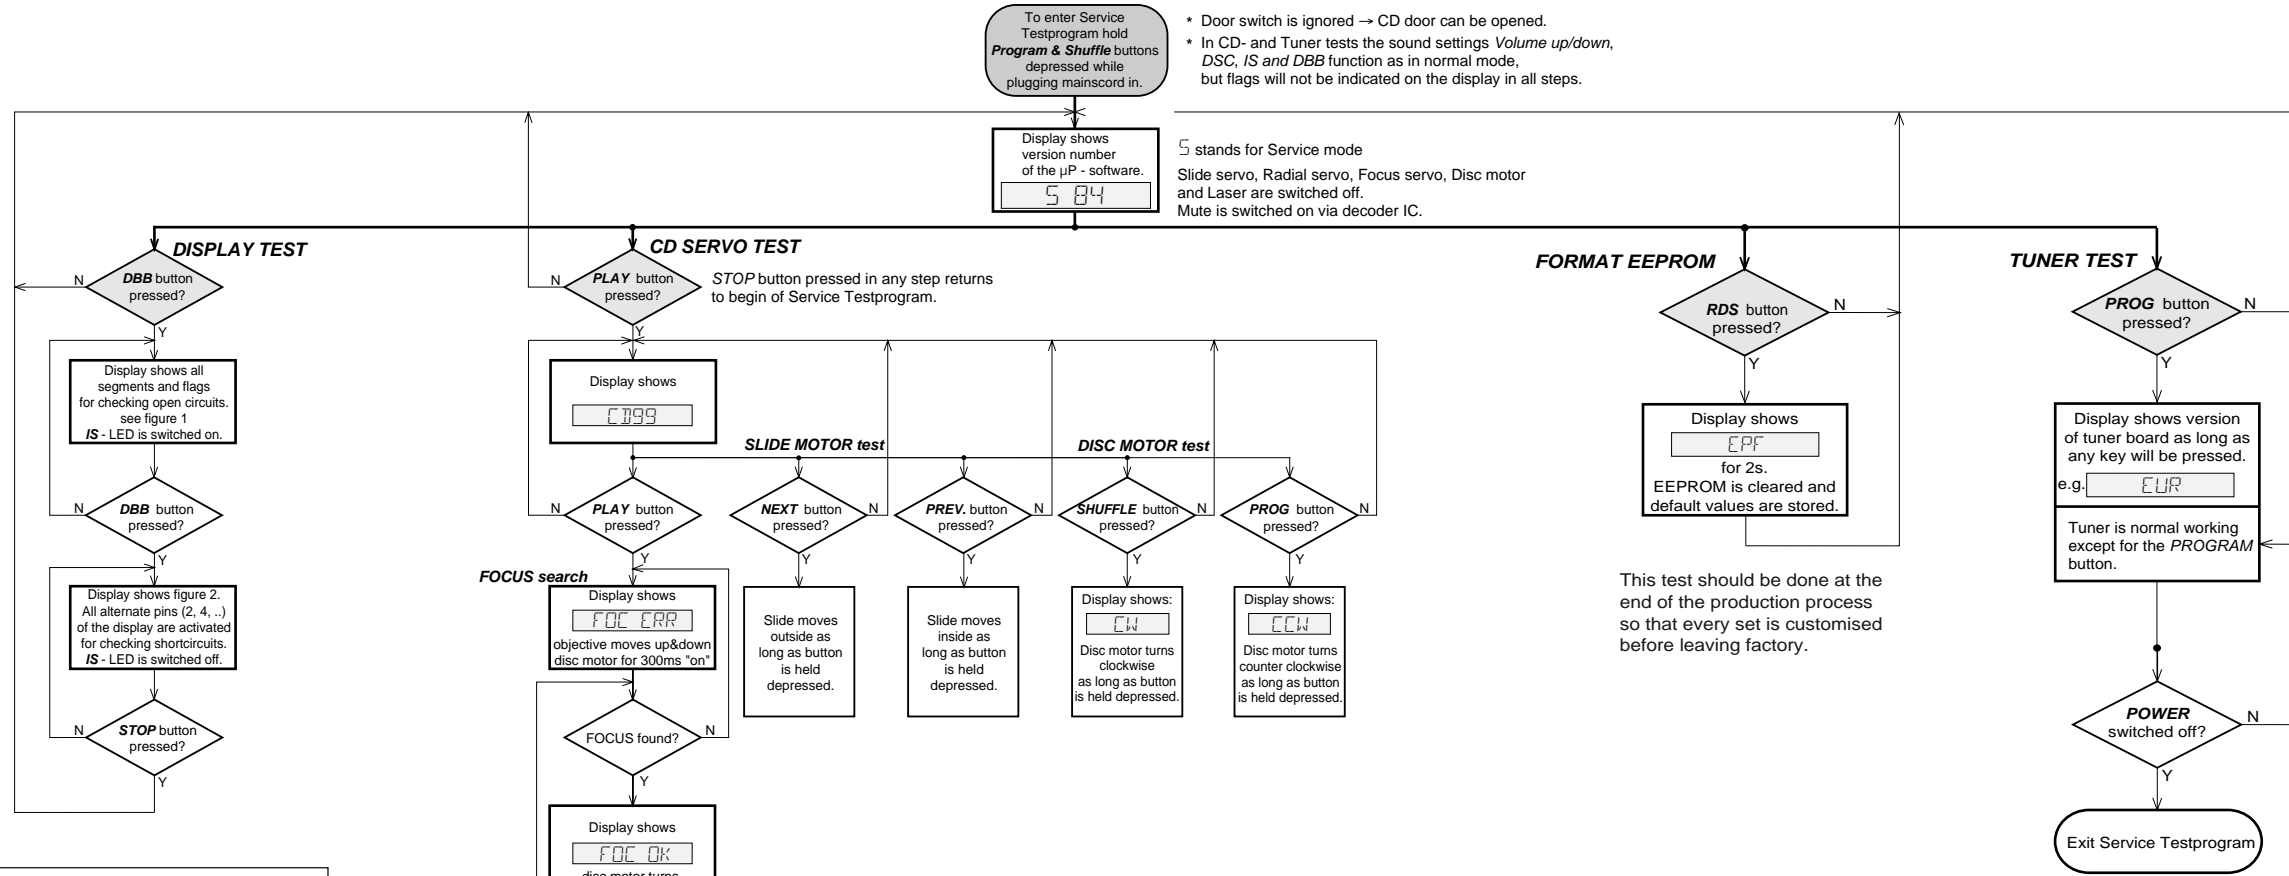 To enter Service
Testprogram hold
Program & Shuffle buttons
depressed while
plugging mainscord in.
* Door switch is ignored → CD door can be opened.
* In CD- and Tuner tests the sound settings Volume up/down,
DSC, IS and DBB function as in normal mode,
but flags will not be indicated on the display in all steps.
Display shows
version number
of the µP - software.
S 84
S stands for Service mode
Slide servo, Radial servo, Focus servo, Disc motor
and Laser are switched off.
Mute is switched on via decoder IC.
DISPLAY TEST
DBB button
pressed?
N
Y
Display shows all
segments and flags
for checking open circuits.
see figure 1
IS - LED is switched on.
DBB button
pressed?
N
Y
Display shows figure 2.
All alternate pins (2, 4, ..)
of the display are activated
for checking shortcircuits.
IS - LED is switched off.
STOP button
pressed?
N
Y
CD SERVO TEST
STOP button pressed in any step returns
to begin of Service Testprogram.
PLAY button
pressed?
N
Y
Display shows
CD99
SLIDE MOTOR test
DISC MOTOR test
PLAY button
pressed?
N
Y
NEXT button
pressed?
N
Y
PREV. button
pressed?
N
Y
SHUFFLE button
pressed?
N
Y
PROG button
pressed?
N
Y
FOCUS search
Display shows
FOC ERR
objective moves up&down
disc motor for 300ms "on"
Slide moves
outside as
long as button
is held
depressed.
Slide moves
inside as
long as button
is held
depressed.
Display shows:
CW
Disc motor turns
clockwise
as long as button
is held depressed.
Display shows:
CCW
Disc motor turns
counter clockwise
as long as button
is held depressed.
FOCUS found?
N
Y
Display shows
FOC OK
disc motor turns
FORMAT EEPROM
RDS button
pressed?
N
Y
Display shows
EPF
for 2s.
EEPROM is cleared and
default values are stored.
This test should be done at the
end of the production process
so that every set is customised
before leaving factory.
TUNER TEST
PROG button
pressed?
N
Y
Display shows version
of tuner board as long as
any key will be pressed.
e.g. EUR
Tuner is normal working
except for the PROGRAM
button.
POWER
switched off?
N
Y
Exit Service Testprogram